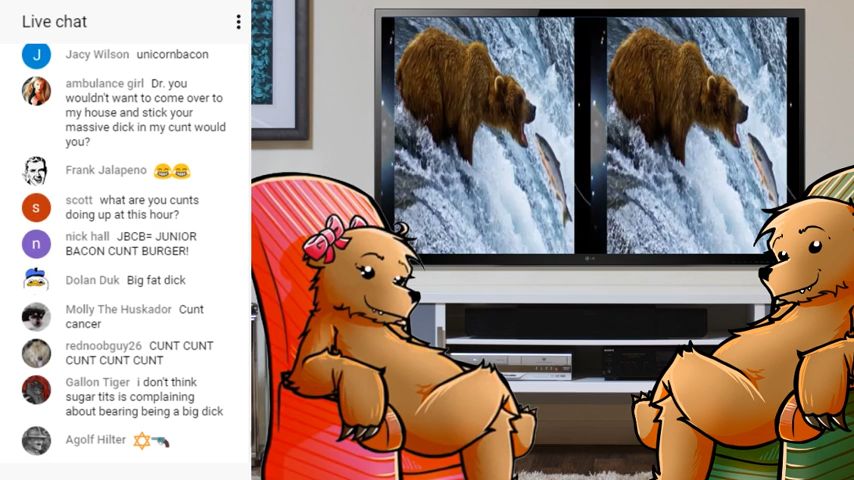 Live chat
Jacy Wilson unicornbacon
ambulance girl Dr. you
wouldn't want to come over to
my house and stick your
massive dick in my cunt would
you?
Frank Jalapeno 😂😂
scott what are you cunts
doing up at this hour?
nick hall JBCB= JUNIOR
BACON CUNT BURGER!
Dolan Duk Big fat dick
Molly The Huskador Cunt
cancer
rednoobguy26 CUNT CUNT
CUNT CUNT CUNT
Gallon Tiger i don't think
sugar tits is complaining
about bearing being a big dick
Agolf Hilter ✡🔫
J
s
n
LG